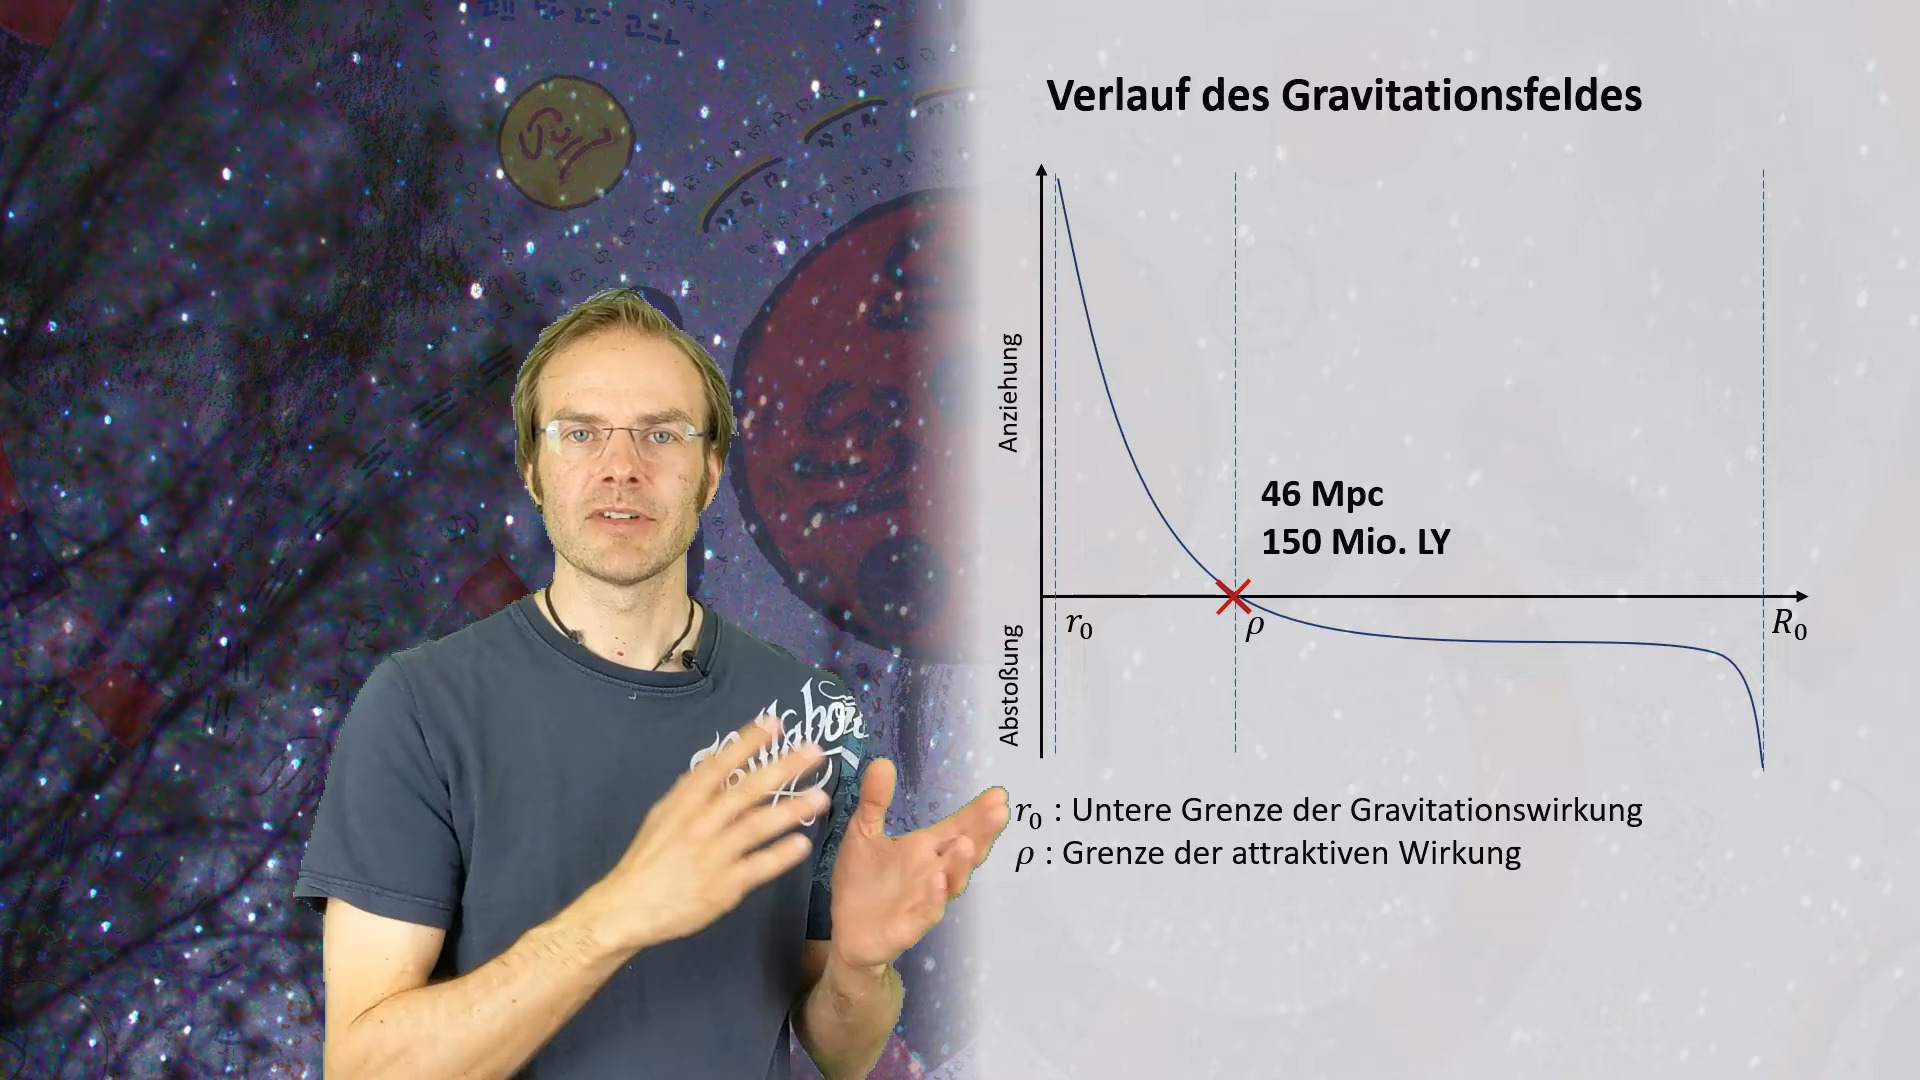 Verlauf des Gravitationsfeldes
Anziehung
46 Mpc
150 Mio. LY
r₀
ρ
R₀
Abstoßung
r₀ : Untere Grenze der Gravitationswirkung
ρ : Grenze der attraktiven Wirkung